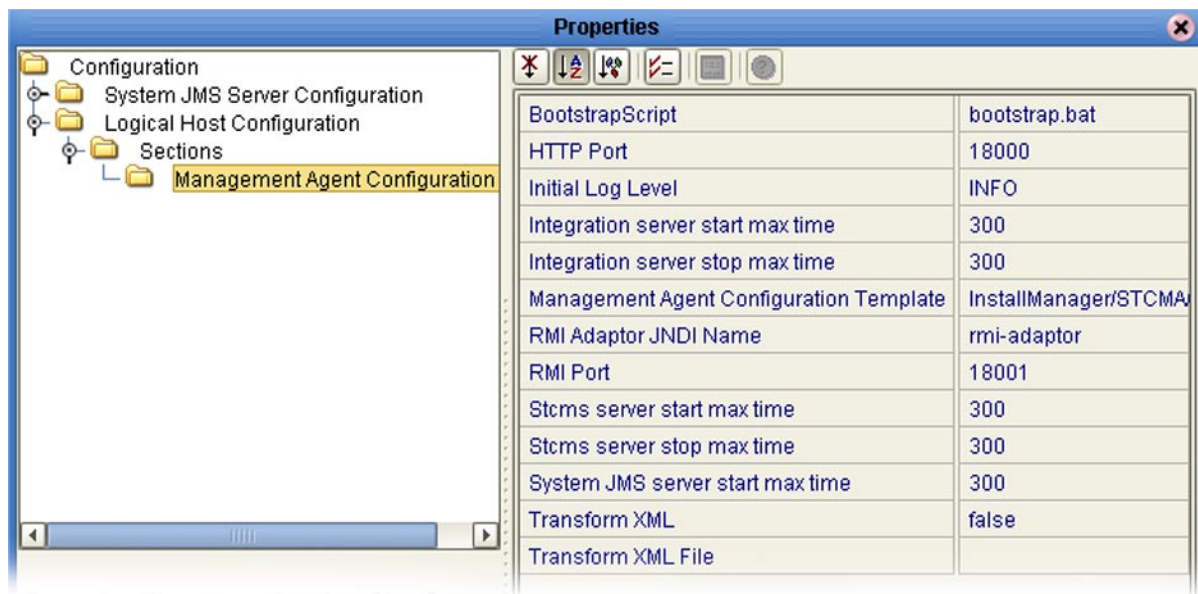 Properties
Configuration
System JMS Server Configuration
Logical Host Configuration
Sections
Management Agent Configuration
BootstrapScript bootstrap.bat
HTTP Port 18000
Initial Log Level INFO
Integration server start max time 300
Integration server stop max time 300
Management Agent Configuration Template InstallManager/STCMA/
RMI Adaptor JNDI Name rmi-adaptor
RMI Port 18001
Stcms server start max time 300
Stcms server stop max time 300
System JMS server start max time 300
Transform XML false
Transform XML File